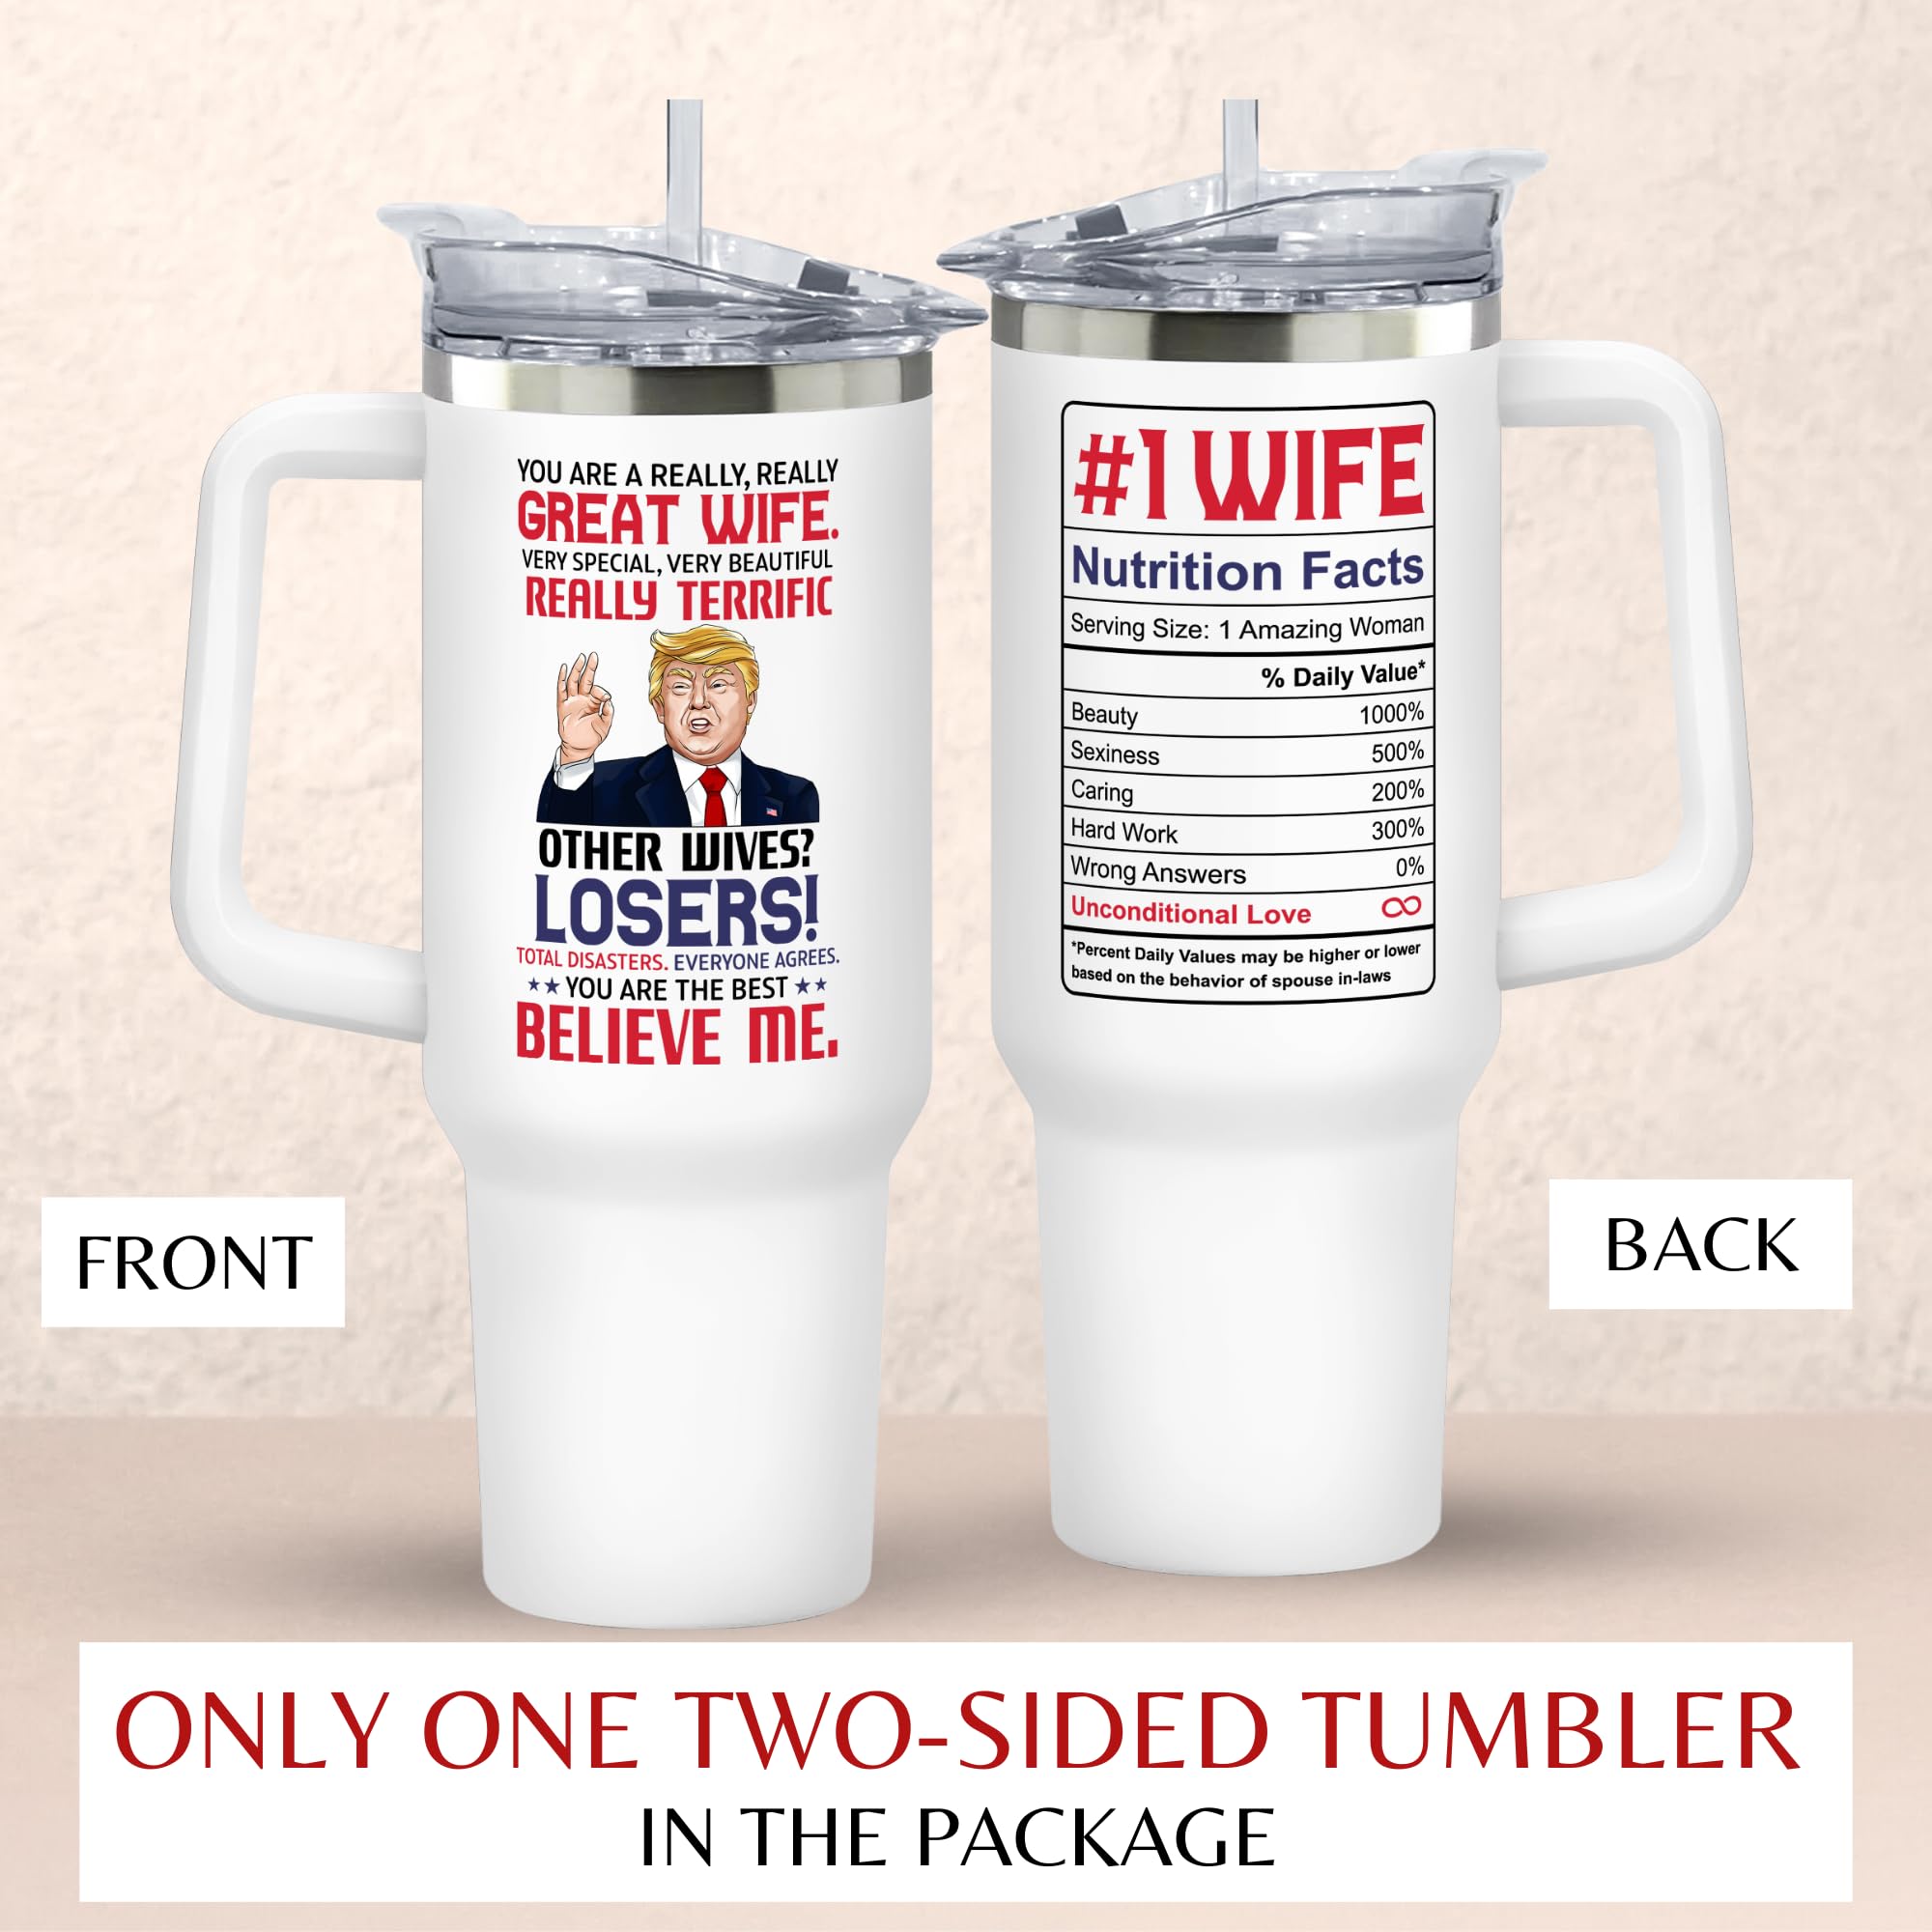 YOU ARE A REALLY, REALLY
GREAT WIFE.
VERY SPECIAL, VERY BEAUTIFUL
REALLY TERRIFIC
OTHER WIVES?
LOSERS!
TOTAL DISASTERS. EVERYONE AGREES.
★★ YOU ARE THE BEST ★★
BELIEVE ME.
#1 WIFE
Nutrition Facts
Serving Size: 1 Amazing Woman
% Daily Value*
Beauty 1000%
Sexiness 500%
Caring 200%
Hard Work 300%
Wrong Answers 0%
Unconditional Love ∞
*Percent Daily Values may be higher or lower
based on the behavior of spouse in-laws
FRONT
BACK
ONLY ONE TWO-SIDED TUMBLER
IN THE PACKAGE